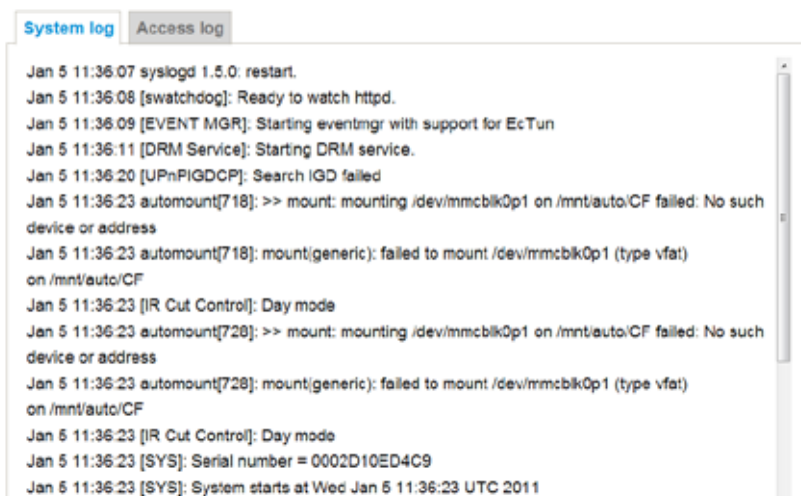 System log Access log
Jan 5 11:36:07 syslogd 1.5.0: restart.
Jan 5 11:36:08 [swatchdog]: Ready to watch httpd.
Jan 5 11:36:09 [EVENT MGR]: Starting eventmgr with support for EcTun
Jan 5 11:36:11 [DRM Service]: Starting DRM service.
Jan 5 11:36:20 [UPnPIGDCP]: Search IGD failed
Jan 5 11:36:23 automount[718]: >> mount: mounting /dev/mmcblk0p1 on /mnt/auto/CF failed: No such
device or address
Jan 5 11:36:23 automount[718]: mount(generic): failed to mount /dev/mmcblk0p1 (type vfat)
on /mnt/auto/CF
Jan 5 11:36:23 [IR Cut Control]: Day mode
Jan 5 11:36:23 automount[728]: >> mount: mounting /dev/mmcblk0p1 on /mnt/auto/CF failed: No such
device or address
Jan 5 11:36:23 automount[728]: mount(generic): failed to mount /dev/mmcblk0p1 (type vfat)
on /mnt/auto/CF
Jan 5 11:36:23 [IR Cut Control]: Day mode
Jan 5 11:36:23 [SYS]: Serial number = 0002D10ED4C9
Jan 5 11:36:23 [SYS]: System starts at Wed Jan 5 11:36:23 UTC 2011